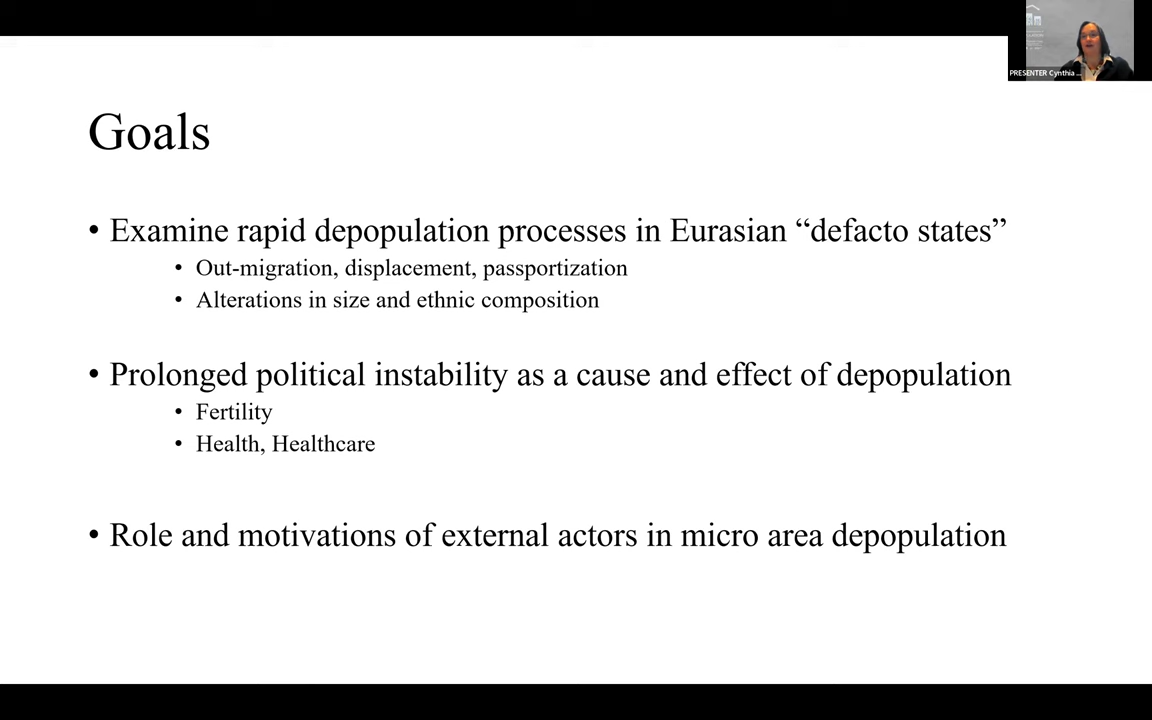 PRESENTER Cynthia ...
Goals
• Examine rapid depopulation processes in Eurasian “defacto states”
• Out-migration, displacement, passportization
• Alterations in size and ethnic composition
• Prolonged political instability as a cause and effect of depopulation
• Fertility
• Health, Healthcare
• Role and motivations of external actors in micro area depopulation